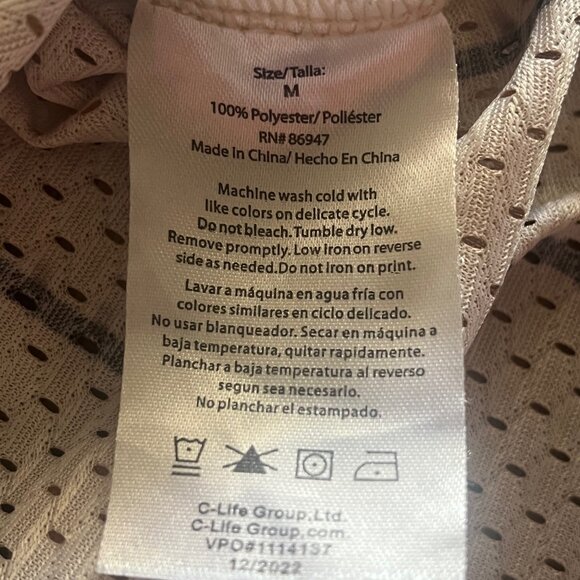 Size/Talla:
M
100% Polyester/ Poliéster
RN# 86947
Made In China/ Hecho En China
Machine wash cold with
like colors on delicate cycle.
Do not bleach. Tumble dry low.
Remove promptly. Low iron on reverse
side as needed.Do not iron on print.
Lavar a máquina en agua fría con
colores similares en ciclo delicado.
No usar blanqueador. Secar en máquina a
baja temperatura, quitar rapidamente.
Planchar a baja temperatura al reverso
segun sea necesario.
No planchar el estampado.
C-Life Group,Ltd.
C-Life Group.com.
VPO#1114137
12/2022